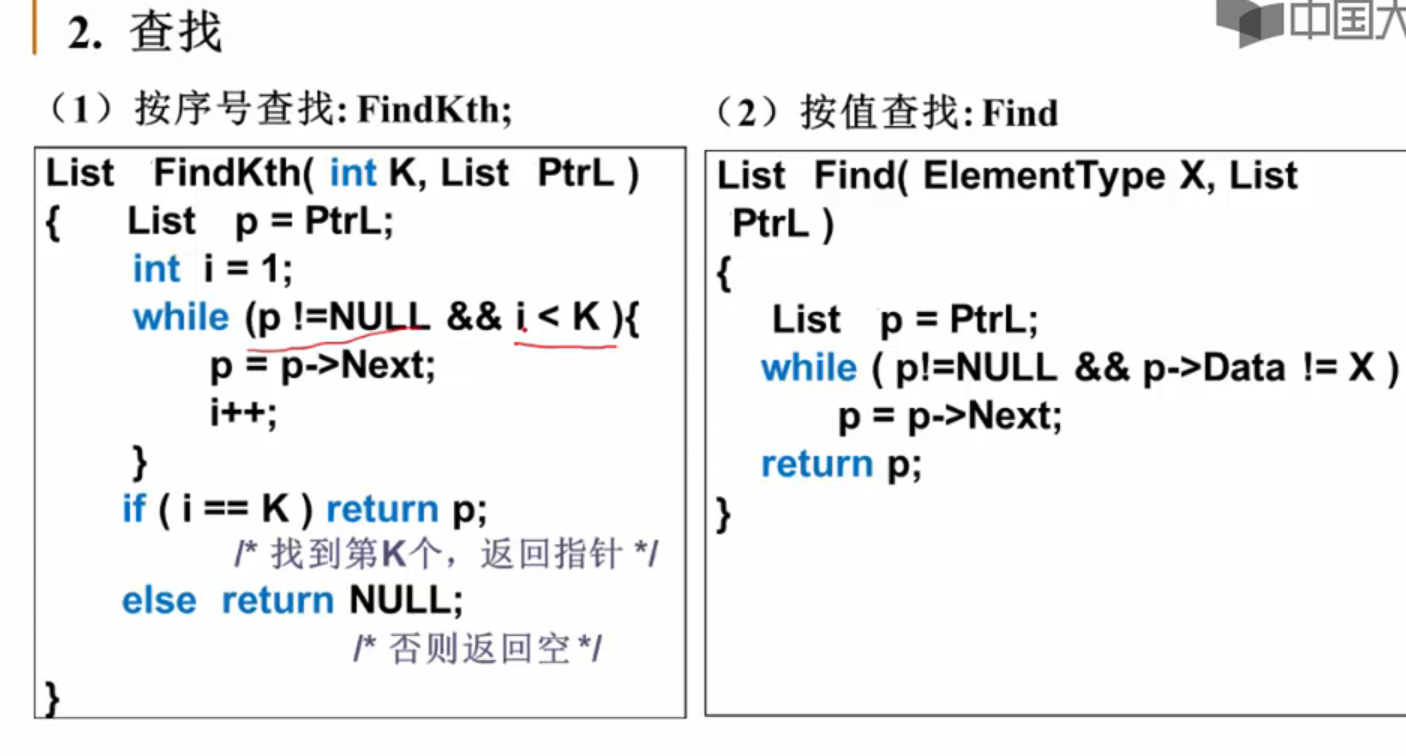 2. 查找
中国大
（1）按序号查找: FindKth;
List FindKth( int K, List PtrL )
{ List p = PtrL;
int i = 1;
while (p !=NULL && i < K ){
p = p->Next;
i++;
}
if ( i == K ) return p;
/* 找到第K个，返回指针 */
else return NULL;
/* 否则返回空 */
}
（2）按值查找: Find
List Find( ElementType X, List
PtrL )
{
List p = PtrL;
while ( p!=NULL && p->Data != X )
p = p->Next;
return p;
}